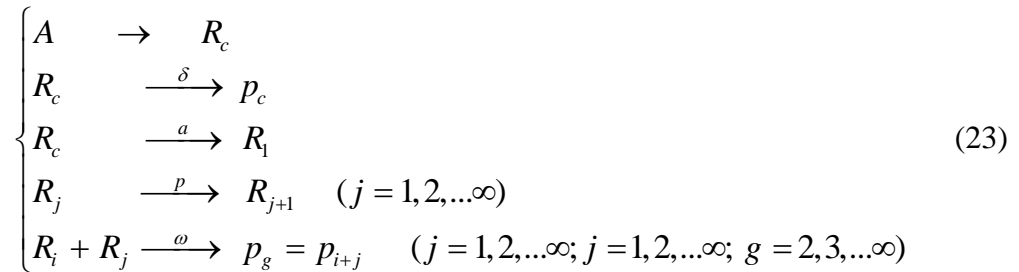 A → R_c
R_c —δ→ p_c
R_c —a→ R_1
R_j —p→ R_{j+1} (j = 1,2,...∞)
R_i + R_j —ω→ p_g = p_{i+j} (j = 1,2,...∞; j = 1,2,...∞; g = 2,3,...∞)
(23)